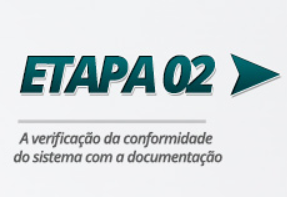 ETAPA 02
A verificação da conformidade
do sistema com a documentação